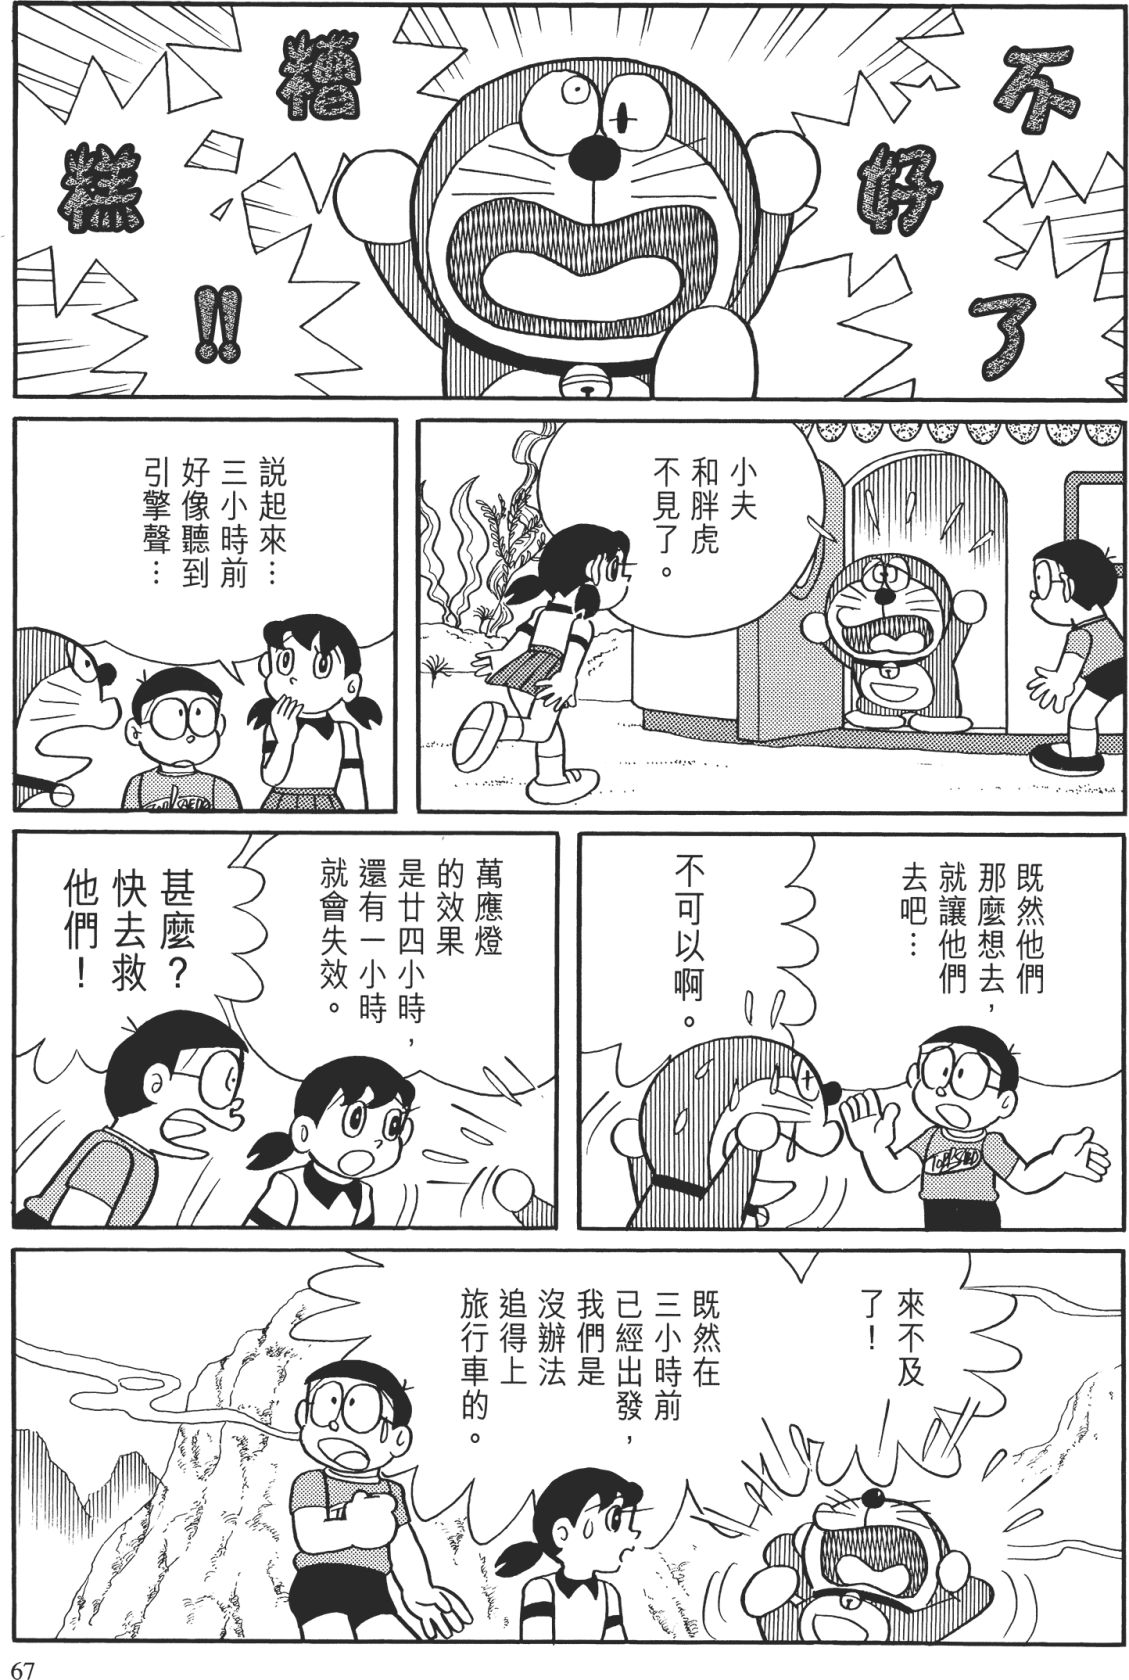 不好了
糟糕!!
小夫
和胖虎
不見了。
說起來…
三小時前
好像聽到
引擎聲…
既然他們
那麼想去，
就讓他們
去吧…
不可以啊。
萬應燈
的效果
是廿四小時，
還有一小時
就會失效。
甚麼？
快去救
他們！
來不及
了！
既然在
三小時前
已經出發，
我們是
沒辦法
追得上
旅行車的。
67